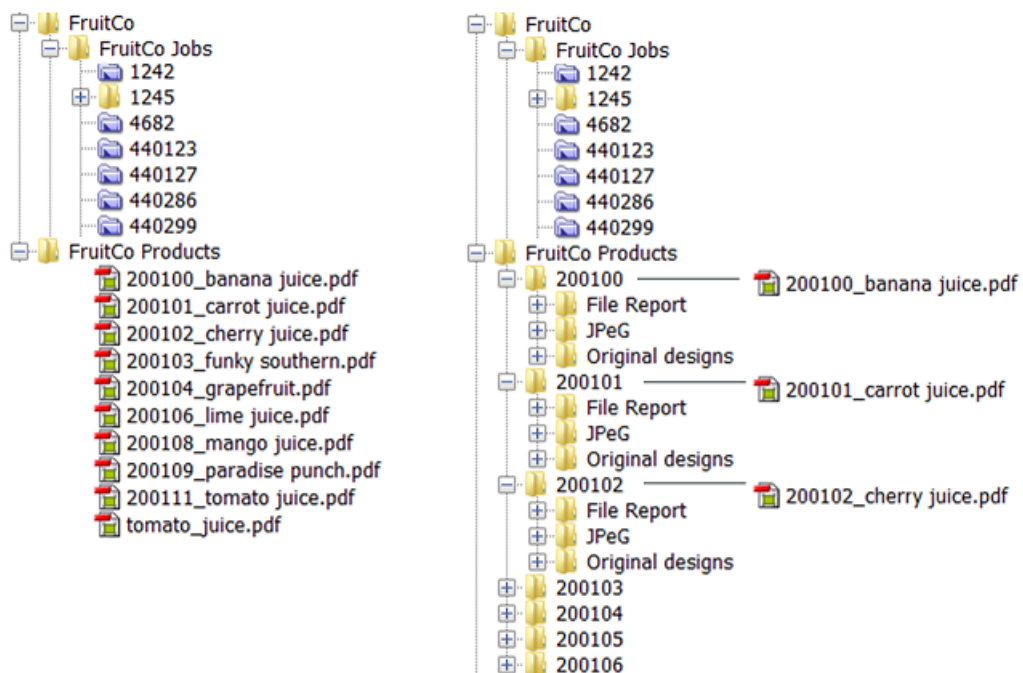 FruitCo
FruitCo Jobs
1242
1245
4682
440123
440127
440286
440299
FruitCo Products
200100_banana juice.pdf
200101_carrot juice.pdf
200102_cherry juice.pdf
200103_funky southern.pdf
200104_grapefruit.pdf
200106_lime juice.pdf
200108_mango juice.pdf
200109_paradise punch.pdf
200111_tomato juice.pdf
tomato_juice.pdf
FruitCo
FruitCo Jobs
1242
1245
4682
440123
440127
440286
440299
FruitCo Products
200100 200100_banana juice.pdf
File Report
JPeG
Original designs
200101 200101_carrot juice.pdf
File Report
JPeG
Original designs
200102 200102_cherry juice.pdf
File Report
JPeG
Original designs
200103
200104
200105
200106